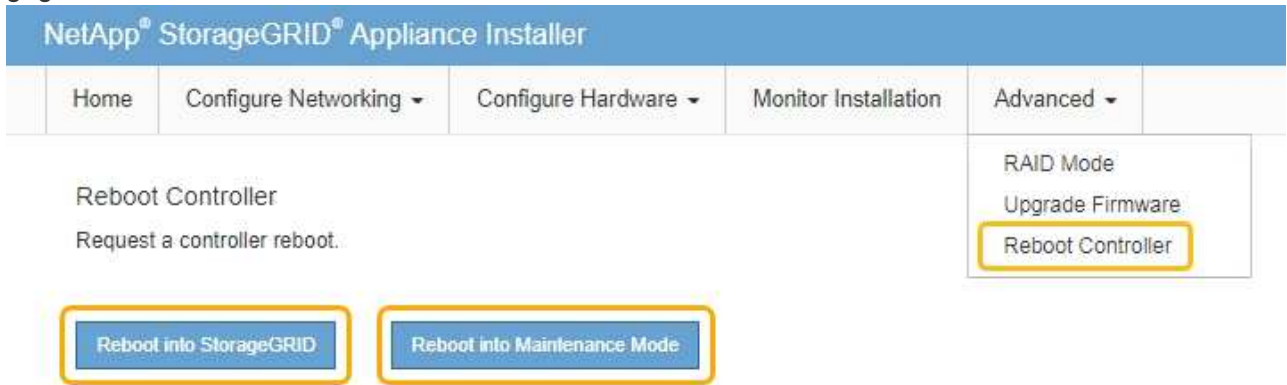 NetApp® StorageGRID® Appliance Installer
Home Configure Networking Configure Hardware Monitor Installation Advanced
RAID Mode
Upgrade Firmware
Reboot Controller
Reboot Controller
Request a controller reboot.
Reboot into StorageGRID Reboot into Maintenance Mode